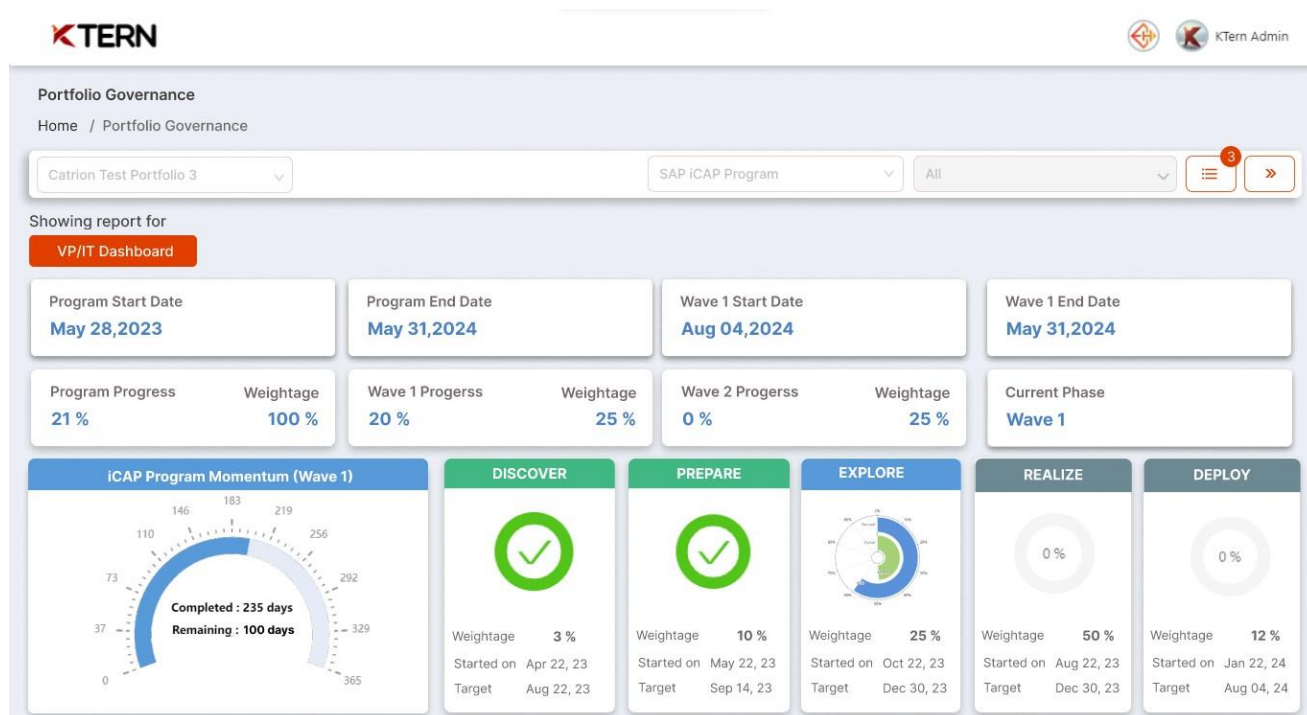 KTERN
KTern Admin
Portfolio Governance
Home / Portfolio Governance
Catrion Test Portfolio 3
SAP iCAP Program
All
3
Showing report for
VP/IT Dashboard
Program Start Date
May 28,2023
Program End Date
May 31,2024
Wave 1 Start Date
Aug 04,2024
Wave 1 End Date
May 31,2024
Program Progress Weightage
21 % 100 %
Wave 1 Progerss Weightage
20 % 25 %
Wave 2 Progerss Weightage
0 % 25 %
Current Phase
Wave 1
iCAP Program Momentum (Wave 1)
0
37
73
110
146
183
219
256
292
329
365
Completed : 235 days
Remaining : 100 days
DISCOVER
Weightage 3 %
Started on Apr 22, 23
Target Aug 22, 23
PREPARE
Weightage 10 %
Started on May 22, 23
Target Sep 14, 23
EXPLORE
Weightage 25 %
Started on Oct 22, 23
Target Dec 30, 23
REALIZE
0 %
Weightage 50 %
Started on Aug 22, 23
Target Dec 30, 23
DEPLOY
0 %
Weightage 12 %
Started on Jan 22, 24
Target Aug 04, 24